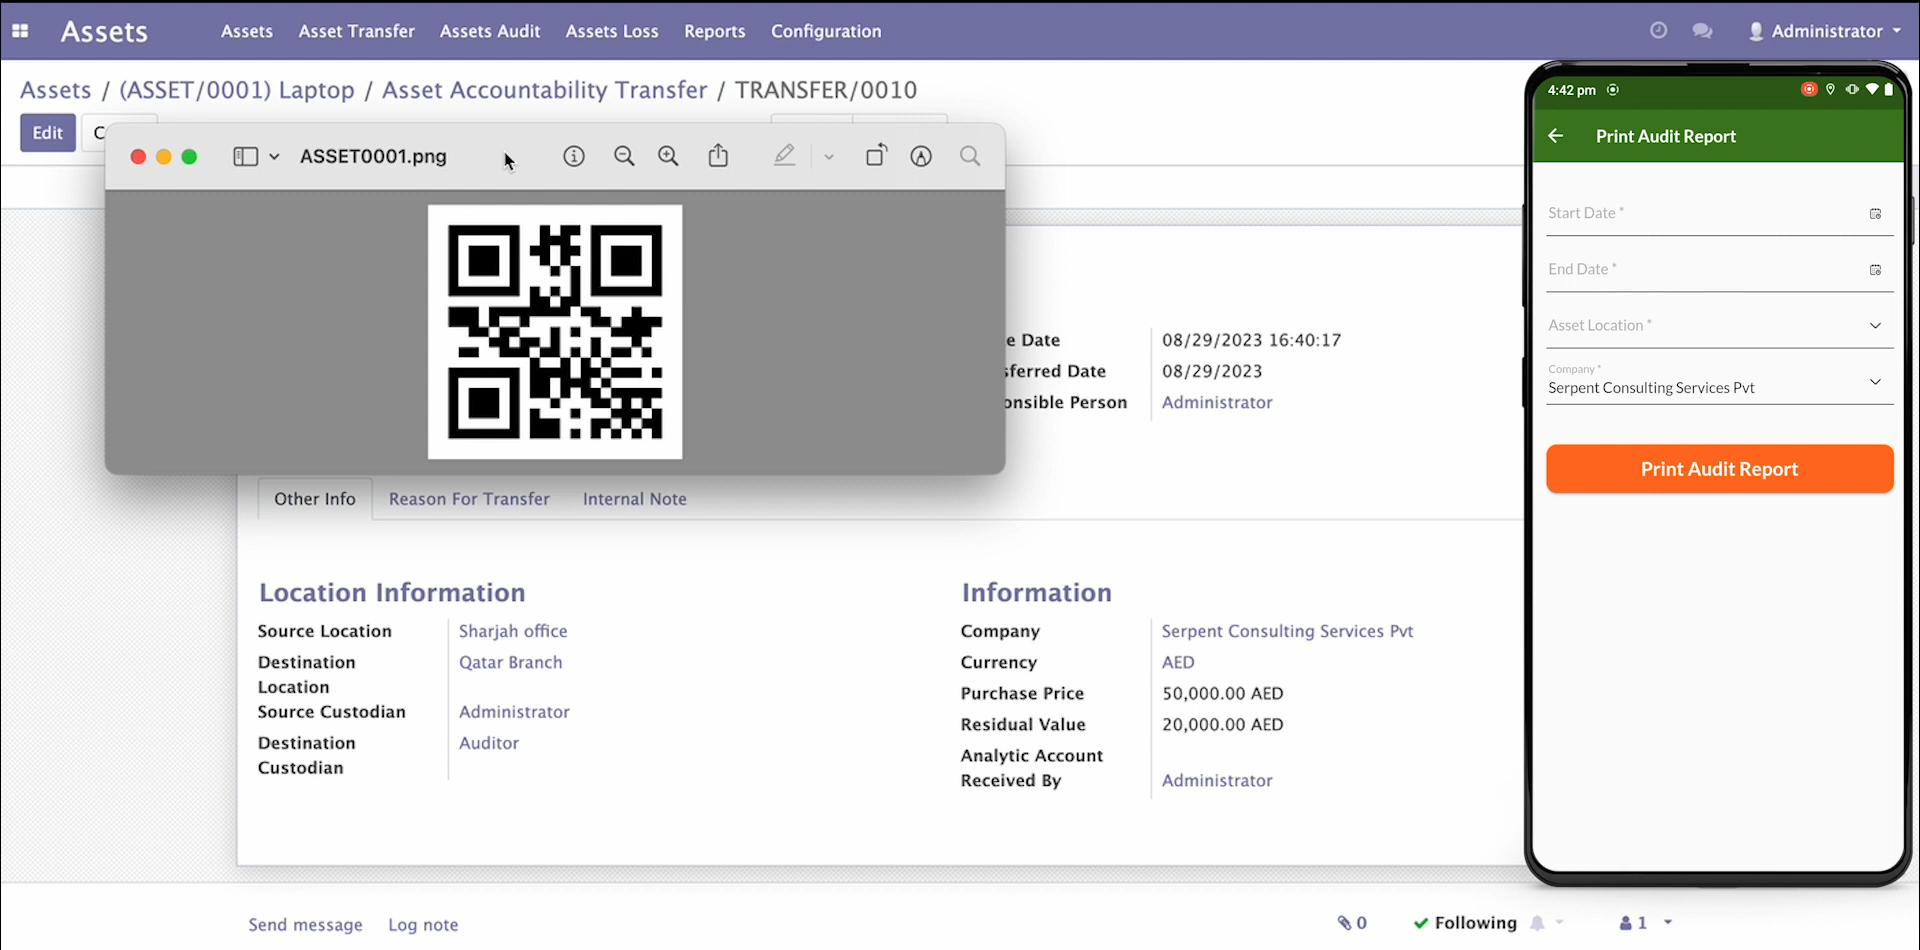 Assets Assets Asset Transfer Assets Audit Assets Loss Reports Configuration Administrator
Assets / (ASSET/0001) Laptop / Asset Accountability Transfer / TRANSFER/0010
Edit C
ASSET0001.png
e Date 08/29/2023 16:40:17
sferred Date 08/29/2023
onsible Person Administrator
Other Info Reason For Transfer Internal Note
Location Information
Source Location Sharjah office
Destination Location Qatar Branch
Source Custodian Administrator
Destination Custodian Auditor
Information
Company Serpent Consulting Services Pvt
Currency AED
Purchase Price 50,000.00 AED
Residual Value 20,000.00 AED
Analytic Account
Received By Administrator
Send message Log note 0 Following 1
4:42 pm
Print Audit Report
Start Date *
End Date *
Asset Location *
Company *
Serpent Consulting Services Pvt
Print Audit Report